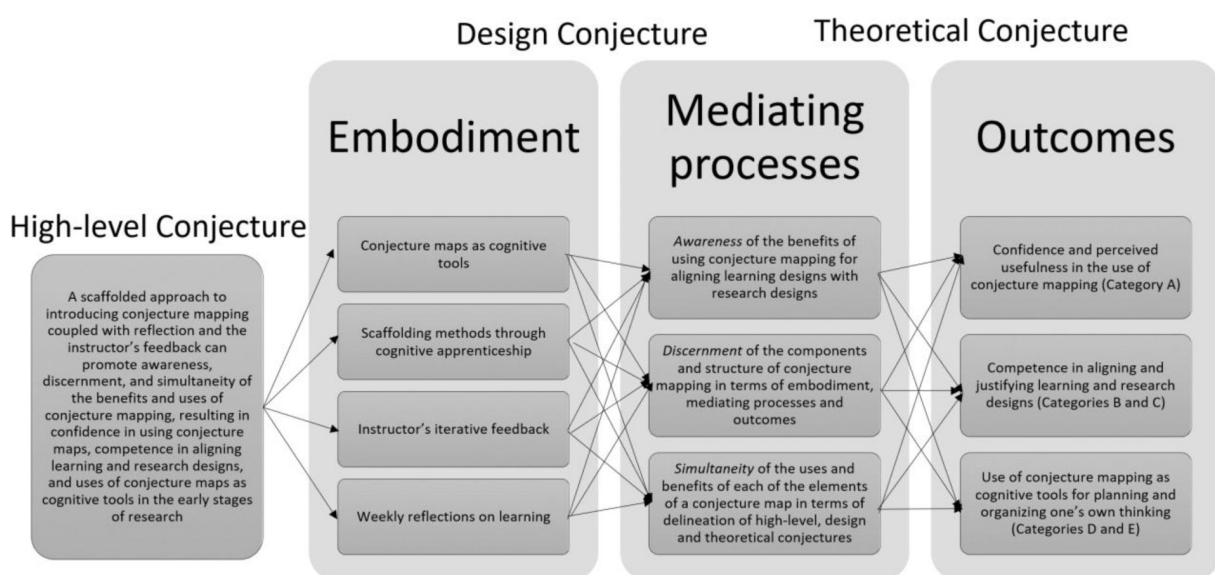 Design Conjecture
Theoretical Conjecture
High-level Conjecture
A scaffolded approach to
introducing conjecture mapping
coupled with reflection and the
instructor's feedback can
promote awareness,
discernment, and simultaneity of
the benefits and uses of
conjecture mapping, resulting in
confidence in using conjecture
maps, competence in aligning
learning and research designs,
and uses of conjecture maps as
cognitive tools in the early stages
of research
Embodiment
Conjecture maps as cognitive
tools
Scaffolding methods through
cognitive apprenticeship
Instructor's iterative feedback
Weekly reflections on learning
Mediating
processes
Awareness of the benefits of
using conjecture mapping for
aligning learning designs with
research designs
Discernment of the components
and structure of conjecture
mapping in terms of embodiment,
mediating processes and
outcomes
Simultaneity of the uses and
benefits of each of the elements
of a conjecture map in terms of
delineation of high-level, design
and theoretical conjectures
Outcomes
Confidence and perceived
usefulness in the use of
conjecture mapping (Category A)
Competence in aligning and
justifying learning and research
designs (Categories B and C)
Use of conjecture mapping as
cognitive tools for planning and
organizing one's own thinking
(Categories D and E)